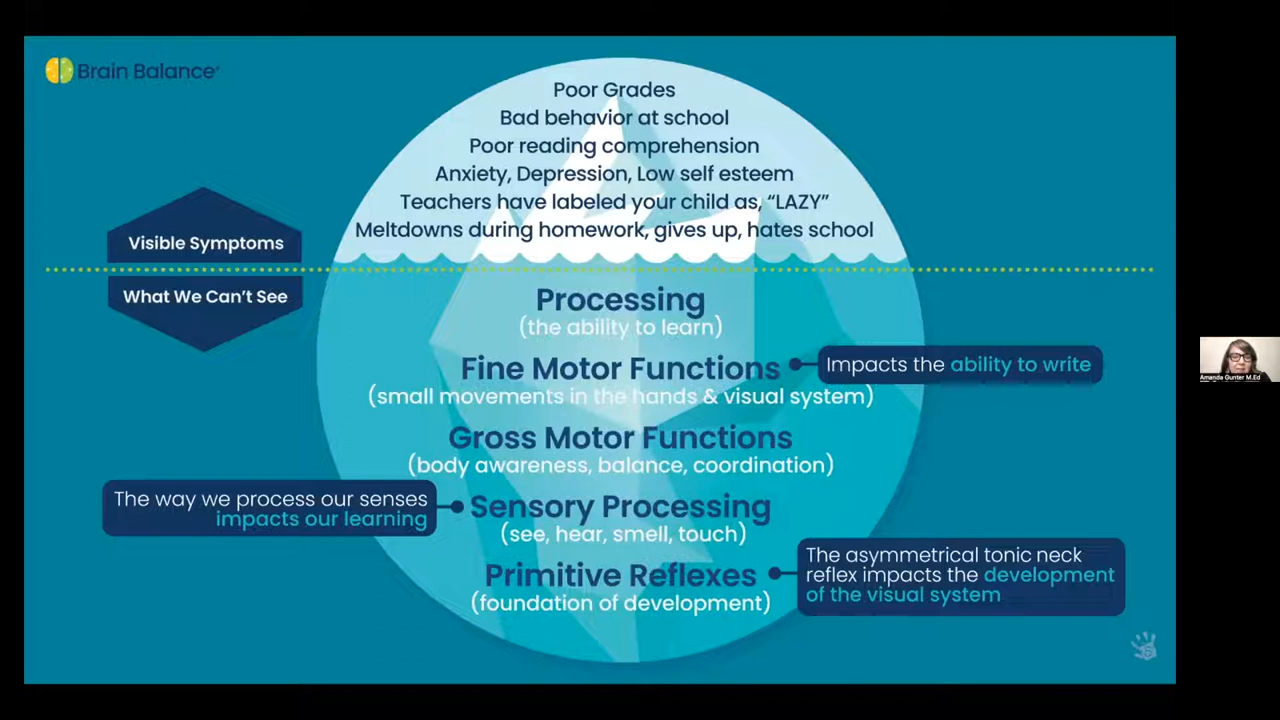 Brain Balance
Poor Grades
Bad behavior at school
Poor reading comprehension
Anxiety, Depression, Low self esteem
Teachers have labeled your child as, “LAZY”
Meltdowns during homework, gives up, hates school
Visible Symptoms
What We Can’t See
Processing
(the ability to learn)
Fine Motor Functions
Impacts the ability to write
(small movements in the hands & visual system)
Gross Motor Functions
(body awareness, balance, coordination)
The way we process our senses
impacts our learning
Sensory Processing
(see, hear, smell, touch)
Primitive Reflexes
(foundation of development)
The asymmetrical tonic neck
reflex impacts the development
of the visual system
Amanda Gunter M.Ed